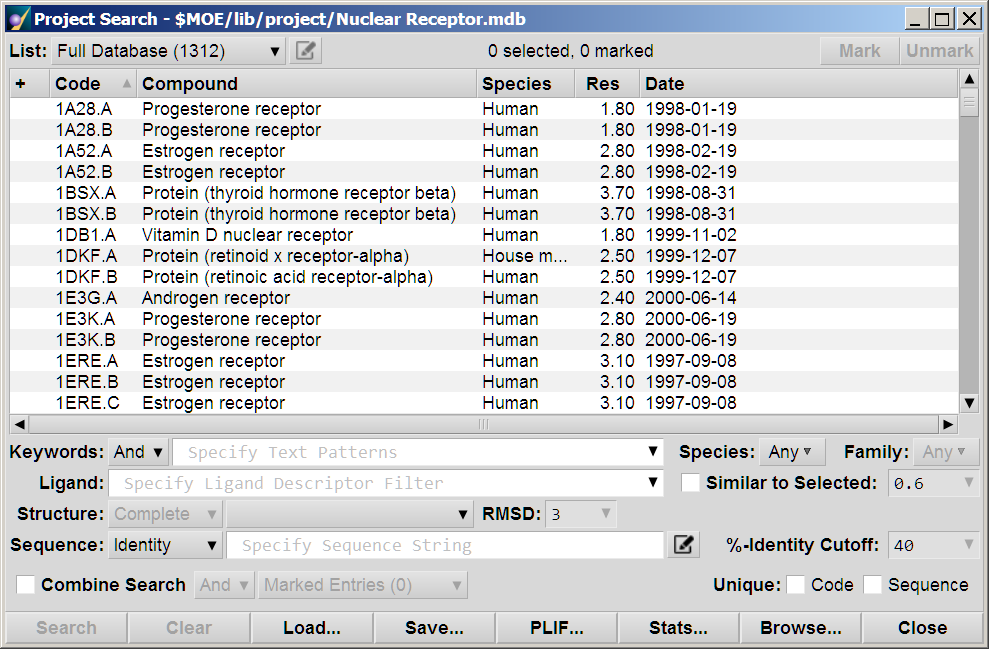 Project Search - $MOE/lib/project/Nuclear Receptor.mdb
List: Full Database (1312) 0 selected, 0 marked Mark Unmark
+ Code Compound Species Res Date
1A28.A Progesterone receptor Human 1.80 1998-01-19
1A28.B Progesterone receptor Human 1.80 1998-01-19
1A52.A Estrogen receptor Human 2.80 1998-02-19
1A52.B Estrogen receptor Human 2.80 1998-02-19
1BSX.A Protein (thyroid hormone receptor beta) Human 3.70 1998-08-31
1BSX.B Protein (thyroid hormone receptor beta) Human 3.70 1998-08-31
1DB1.A Vitamin D nuclear receptor Human 1.80 1999-11-02
1DKF.A Protein (retinoid x receptor-alpha) House m... 2.50 1999-12-07
1DKF.B Protein (retinoic acid receptor-alpha) Human 2.50 1999-12-07
1E3G.A Androgen receptor Human 2.40 2000-06-14
1E3K.A Progesterone receptor Human 2.80 2000-06-19
1E3K.B Progesterone receptor Human 2.80 2000-06-19
1ERE.A Estrogen receptor Human 3.10 1997-09-08
1ERE.B Estrogen receptor Human 3.10 1997-09-08
1ERE.C Estrogen receptor Human 3.10 1997-09-08
Keywords: And Specify Text Patterns Species: Any Family: Any
Ligand: Specify Ligand Descriptor Filter Similar to Selected: 0.6
Structure: Complete RMSD: 3
Sequence: Identity Specify Sequence String %-Identity Cutoff: 40
Combine Search And Marked Entries (0) Unique: Code Sequence
Search Clear Load... Save... PLIF... Stats... Browse... Close